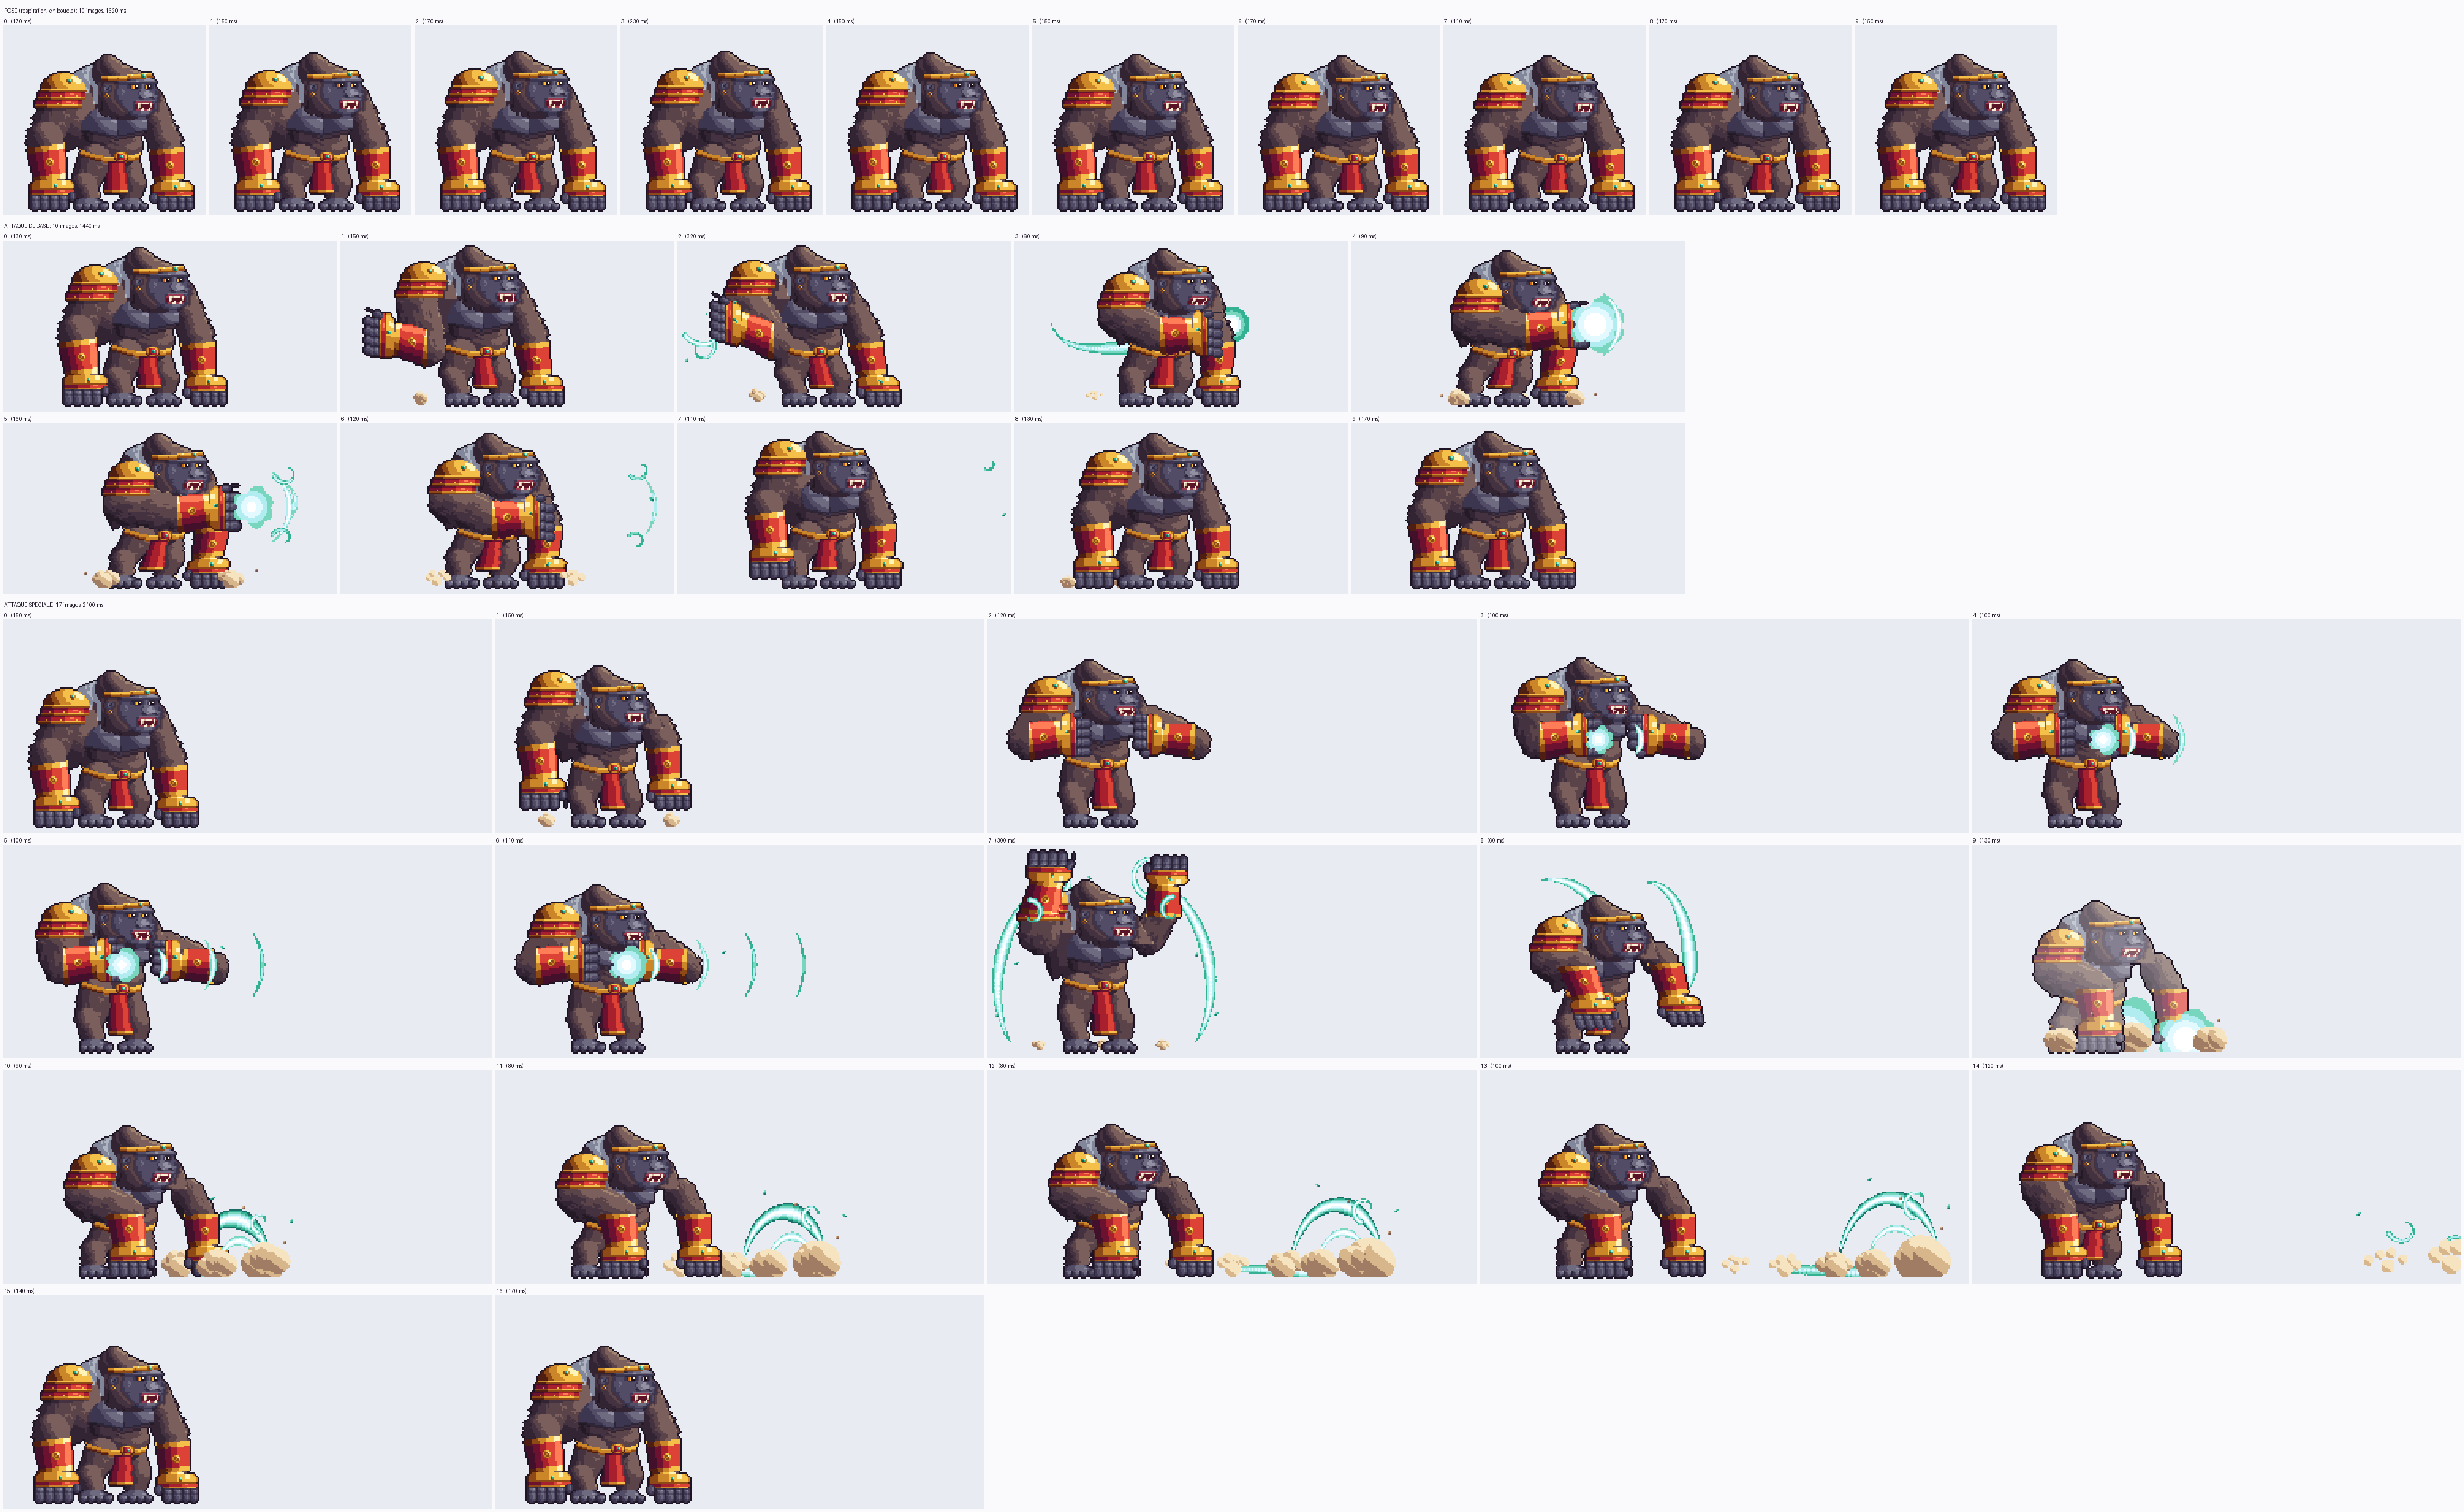 POSE (respiration, en boucle) : 10 images, 1620 ms
0 (170 ms) 1 (150 ms) 2 (170 ms) 3 (230 ms) 4 (150 ms) 5 (150 ms) 6 (170 ms) 7 (110 ms) 8 (170 ms) 9 (150 ms)
ATTAQUE DE BASE : 10 images, 1440 ms
0 (130 ms) 1 (150 ms) 2 (320 ms) 3 (60 ms) 4 (90 ms)
5 (160 ms) 6 (120 ms) 7 (110 ms) 8 (130 ms) 9 (170 ms)
ATTAQUE SPECIALE : 17 images, 2100 ms
0 (150 ms) 1 (150 ms) 2 (120 ms) 3 (100 ms) 4 (100 ms)
5 (100 ms) 6 (110 ms) 7 (300 ms) 8 (60 ms) 9 (130 ms)
10 (90 ms) 11 (80 ms) 12 (80 ms) 13 (100 ms) 14 (120 ms)
15 (140 ms) 16 (170 ms)